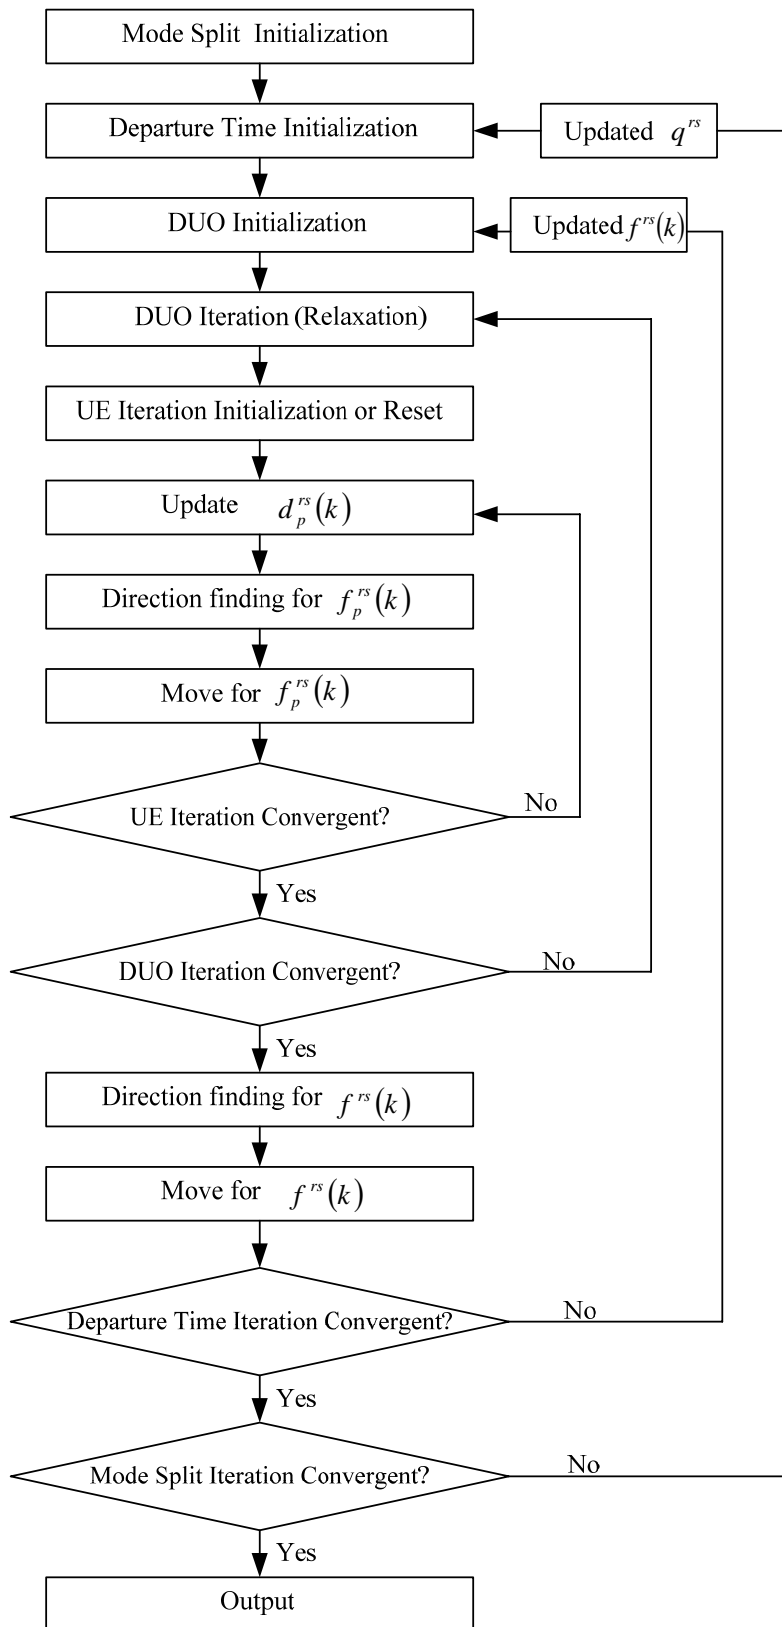 Mode Split Initialization
Departure Time Initialization
Updated q^{rs}
DUO Initialization
Updated f^{rs}(k)
DUO Iteration (Relaxation)
UE Iteration Initialization or Reset
Update d_p^{rs}(k)
Direction finding for f_p^{rs}(k)
Move for f_p^{rs}(k)
UE Iteration Convergent?
No
Yes
DUO Iteration Convergent?
No
Yes
Direction finding for f^{rs}(k)
Move for f^{rs}(k)
Departure Time Iteration Convergent?
No
Yes
Mode Split Iteration Convergent?
No
Yes
Output